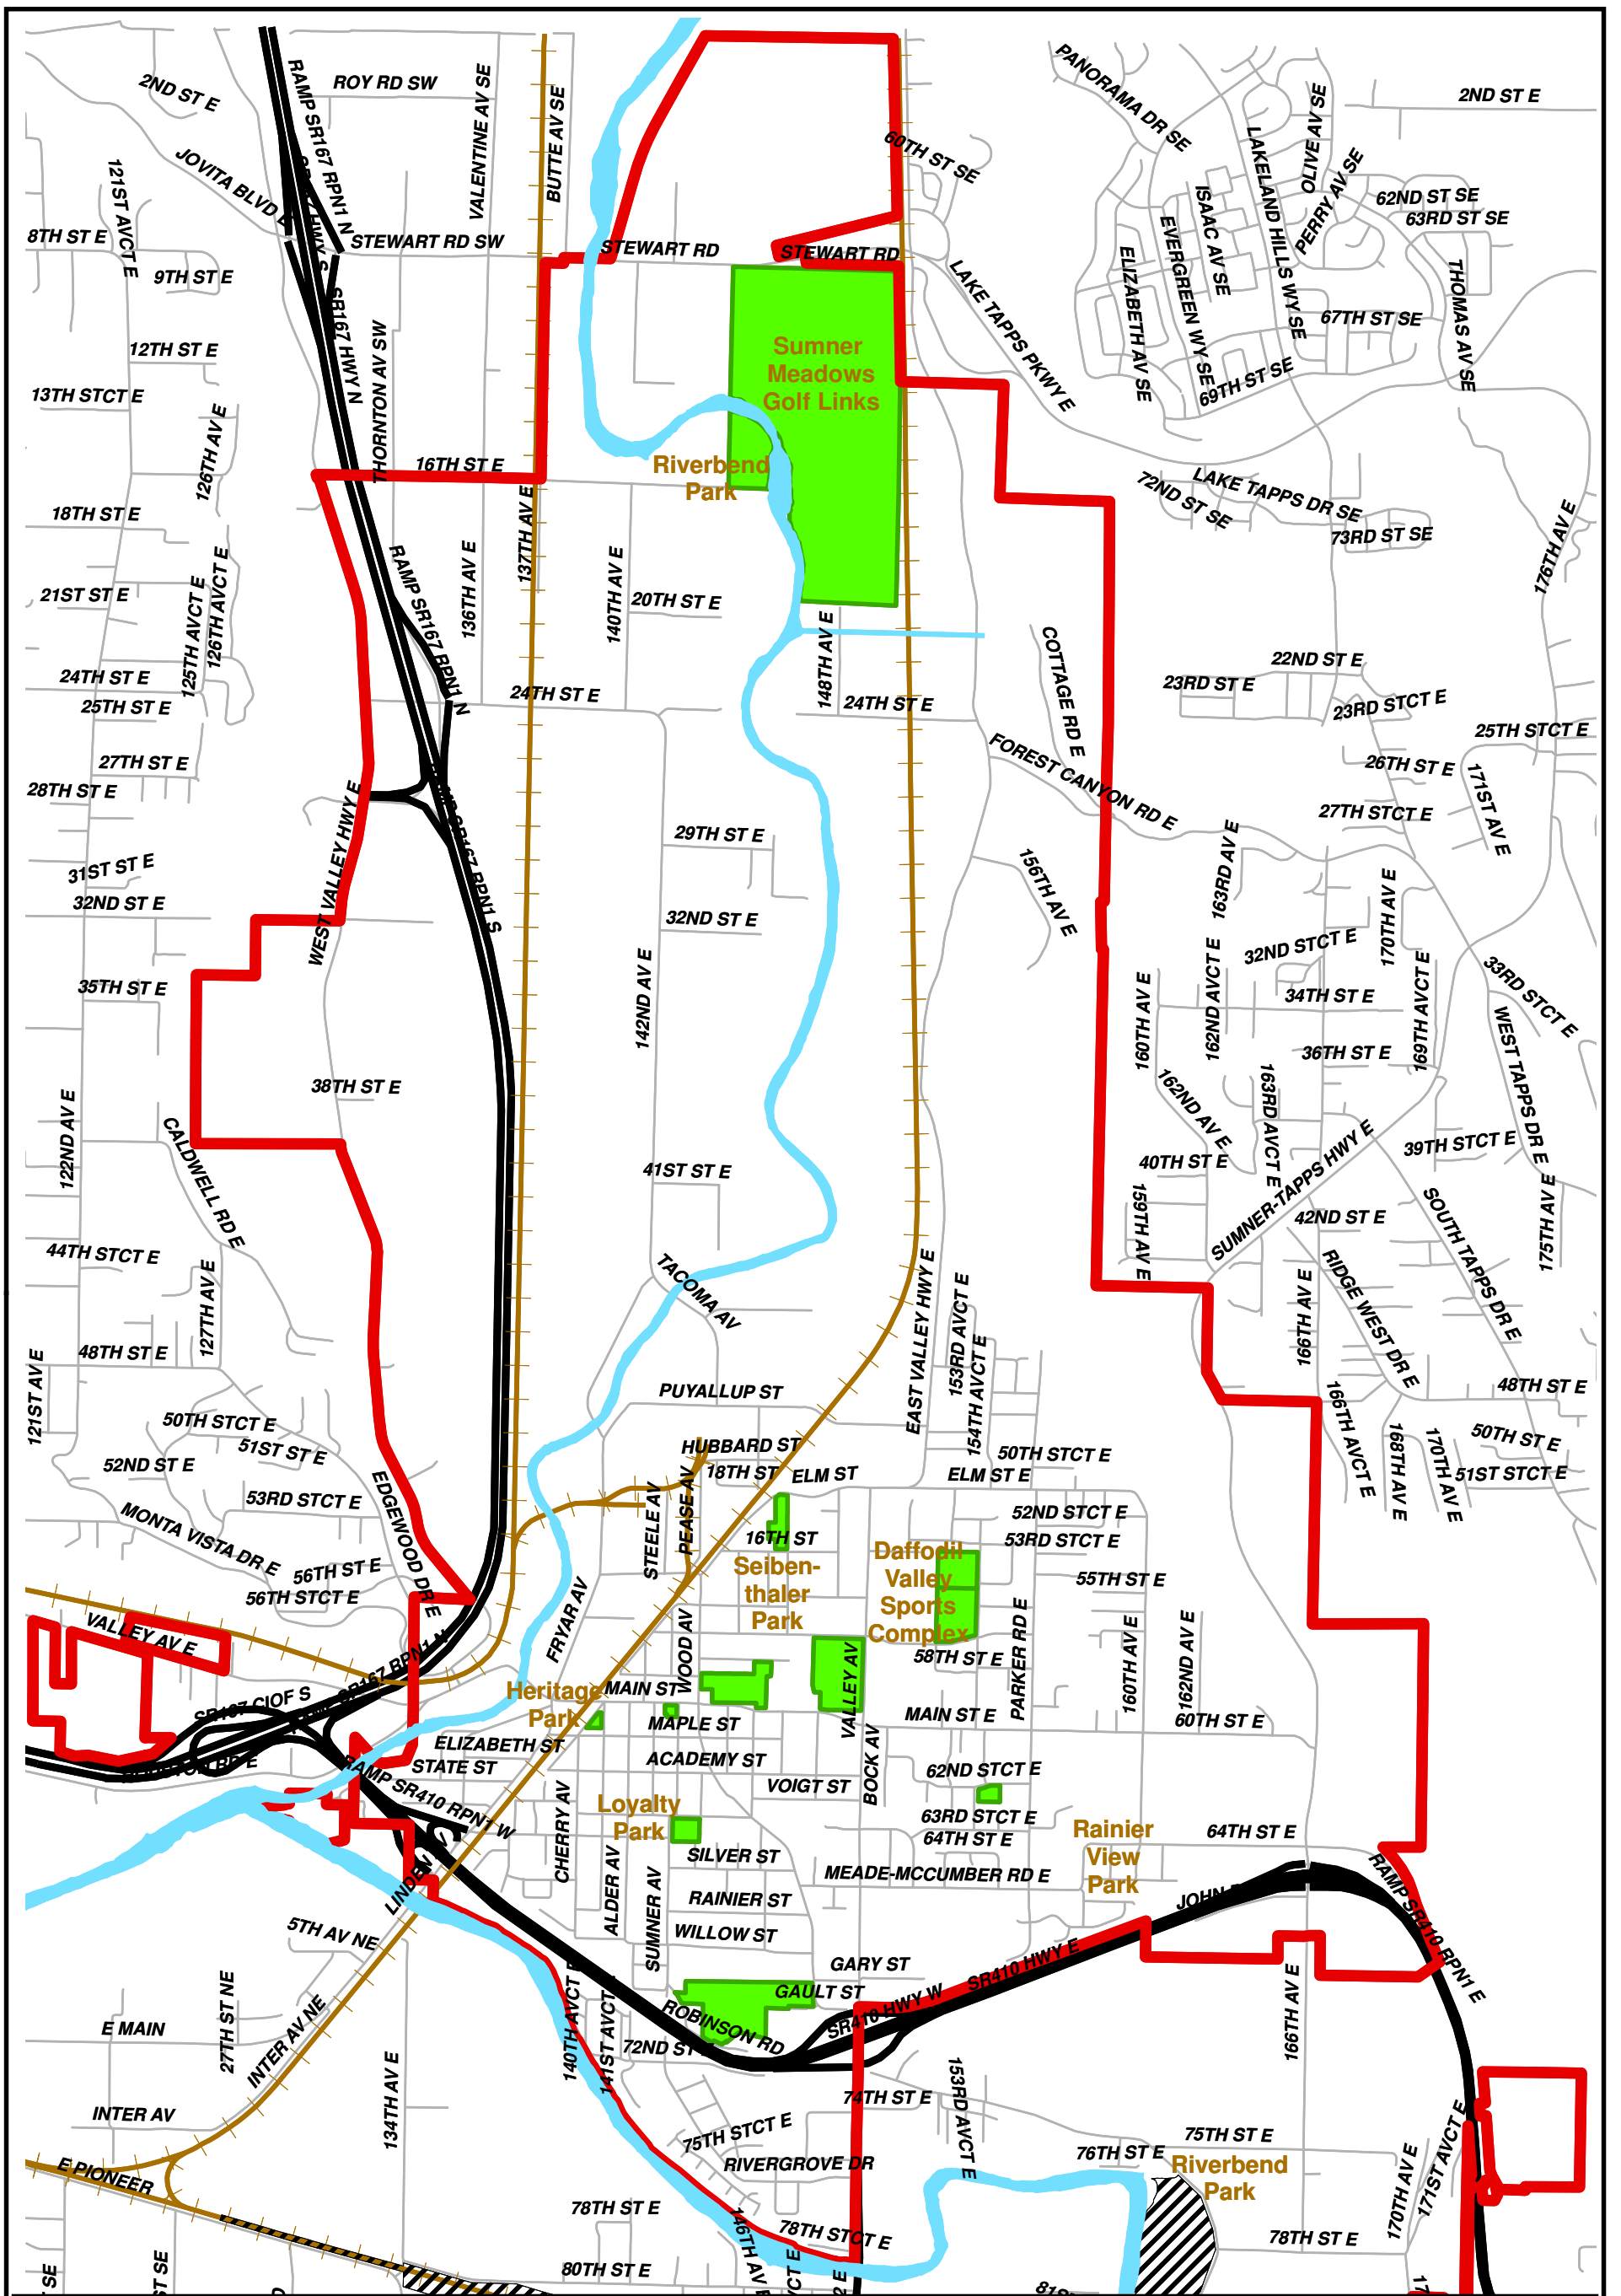 2ND ST E
ROY RD SW
RAMP SR167 RPN1 N
VALENTINE AV SE
BUTTE AV SE
60TH ST SE
PANORAMA DR SE
LAKELAND HILLS WY SE
OLIVE AV SE
PERRY AV SE
2ND ST E
62ND ST SE
63RD ST SE
JOVITA BLVD E
121ST AVCT E
8TH ST E
9TH ST E
STEWART RD SW
STEWART RD
STEWART RD
ISAAC AV SE
EVERGREEN WY SE
ELIZABETH AV SE
THOMAS AV SE
67TH ST SE
69TH ST SE
LAKE TAPPS PKWY E
SR167 HWY N
THORNTON AV SW
12TH ST E
13TH STCT E
126TH AV E
Sumner
Meadows
Golf Links
Riverbend
Park
16TH ST E
18TH ST E
137TH AV E
136TH AV E
140TH AV E
20TH ST E
LAKE TAPPS DR SE
72ND ST SE
73RD ST SE
176TH AV E
21ST ST E
125TH AVCT E
126TH AVCT E
RAMP SR167 RPN1 N
148TH AV E
COTTAGE RD E
22ND ST E
23RD ST E
23RD STCT E
24TH ST E
24TH ST E
24TH ST E
25TH ST E
25TH STCT E
26TH ST E
27TH ST E
27TH STCT E
28TH ST E
171ST AV E
FOREST CANYON RD E
WEST VALLEY HWY E
29TH ST E
31ST ST E
32ND ST E
32ND ST E
156TH AV E
163RD AV E
170TH AV E
32ND STCT E
33RD STCT E
34TH ST E
35TH ST E
142ND AV E
160TH AV E
162ND AVCT E
169TH AVCT E
WEST TAPPS DR E
36TH ST E
38TH ST E
122ND AV E
CALDWELL RD E
162ND AV E
163RD AVCT E
SUMNER-TAPPS HWY E
39TH STCT E
40TH ST E
41ST ST E
159TH AV E
42ND ST E
SOUTH TAPPS DR E
175TH AV E
44TH STCT E
127TH AV E
TACOMA AV
EAST VALLEY HWY E
153RD AVCT E
154TH AVCT E
166TH AV E
RIDGE WEST DR E
48TH ST E
48TH ST E
121ST AV E
PUYALLUP ST
166TH AVCT E
168TH AV E
170TH AV E
50TH STCT E
50TH STCT E
50TH ST E
51ST ST E
51ST STCT E
52ND ST E
HUBBARD ST
18TH ST
ELM ST
ELM ST E
EDGEWOOD DR E
53RD STCT E
STEELE AV
PEASE AV
16TH ST
52ND STCT E
53RD STCT E
MONTA VISTA DR E
56TH ST E
56TH STCT E
Seiben-
thaler
Park
Daffodil
Valley
Sports
Complex
55TH ST E
FRYAR AV
WOOD AV
VALLEY AV
58TH ST E
PARKER RD E
160TH AV E
162ND AV E
VALLEY AV E
Heritage
Park
MAIN ST
MAIN ST E
60TH ST E
MAPLE ST
ELIZABETH ST
STATE ST
ACADEMY ST
VOIGT ST
BOCK AV
62ND STCT E
63RD STCT E
64TH ST E
64TH ST E
RAMP SR410 RPN1 W
CHERRY AV
Loyalty
Park
Rainier
View
Park
SILVER ST
MEADE-MCCUMBER RD E
ALDER AV
SUMNER AV
RAINIER ST
WILLOW ST
RAMP SR410 RPN1 E
5TH AV NE
GARY ST
GAULT ST
SR410 HWY W
SR410 HWY E
27TH ST NE
INTER AV NE
E MAIN
ROBINSON RD
166TH AV E
134TH AV E
74TH ST E
153RD AVCT E
75TH STCT E
75TH ST E
76TH ST E
RIVERGROVE DR
INTER AV
E PIONEER
Riverbend
Park
170TH AV E
171ST AVCT E
78TH ST E
78TH STCT E
78TH ST E
146TH AV E
80TH ST E